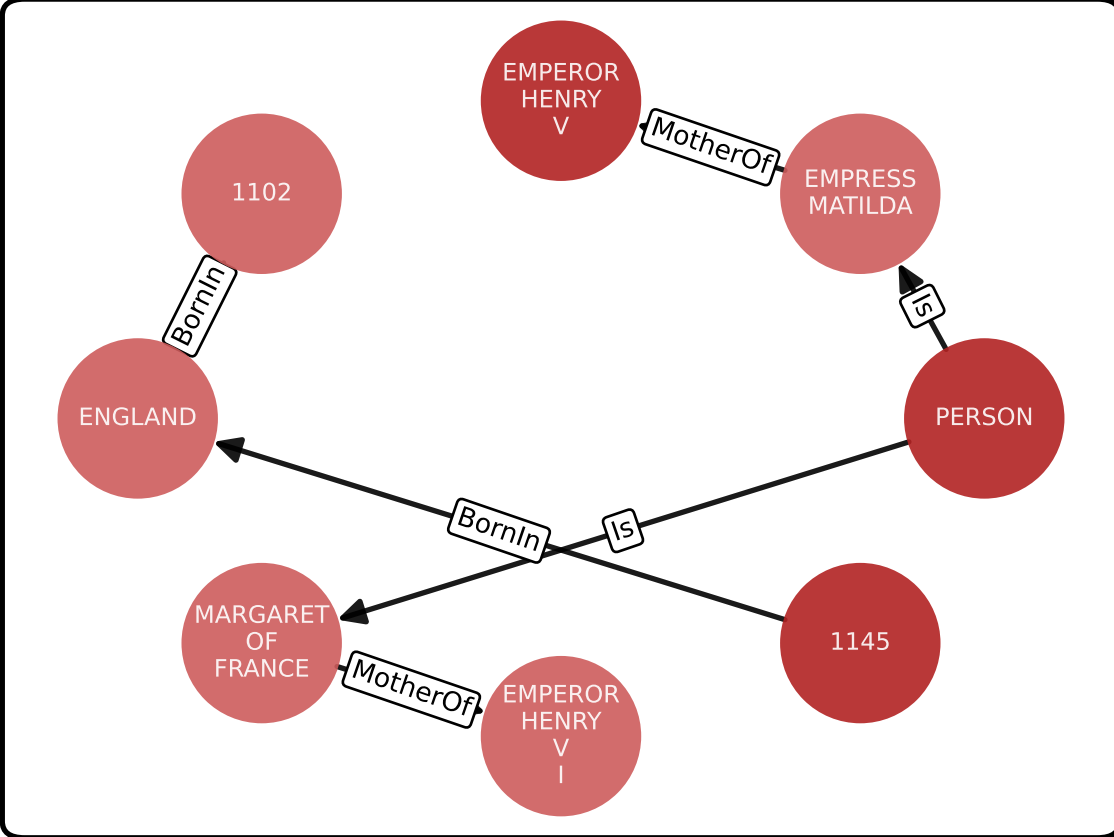 EMPEROR
HENRY
V
MotherOf
EMPRESS
MATILDA
1102
BornIn
Is
ENGLAND
PERSON
BornIn
Is
MARGARET
OF
FRANCE
1145
MotherOf
EMPEROR
HENRY
V
I